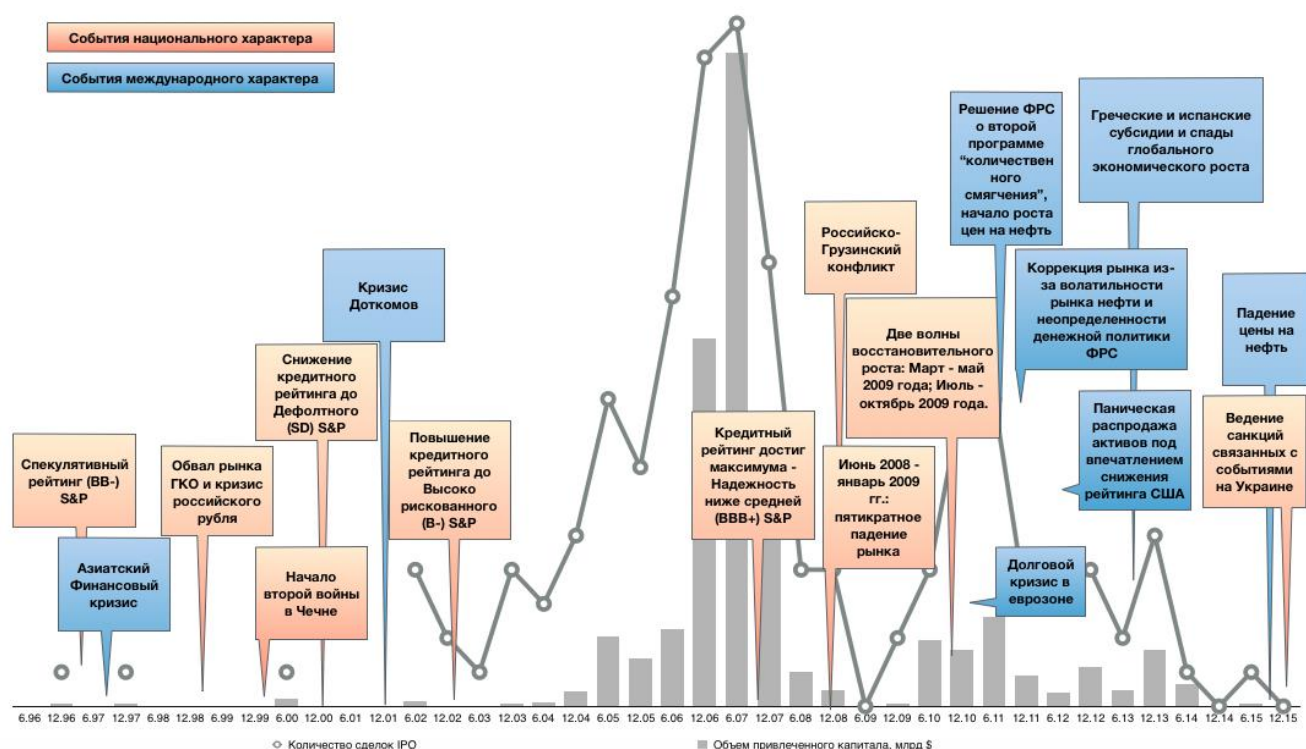 События национального характера
События международного характера
Спекулятивный
рейтинг (BB-)
S&P
Азиатский
Финансовый
кризис
Обвал рынка
ГКО и кризис
российского
рубля
Снижение
кредитного
рейтинга до
Дефолтного
(SD) S&P
Начало
второй войны
в Чечне
Кризис
Доткомов
Повышение
кредитного
рейтинга до
Высоко
рискованного
(B-) S&P
Кредитный
рейтинг достиг
максимума -
Надежность
ниже средней
(BBB+) S&P
Российско-
Грузинский
конфликт
Июнь 2008 -
январь 2009
гг.:
пятикратное
падение
рынка
Две волны
восстановительного
роста: Март - май
2009 года; Июль -
октябрь 2009 года.
Решение ФРС
о второй
программе
“количествен
ного
смягчения”,
начало роста
цен на нефть
Долговой
кризис в
еврозоне
Греческие и испанские
субсидии и спады
глобального
экономического роста
Коррекция рынка из-
за волатильности
рынка нефти и
неопределенности
денежной политики
ФРС
Паническая
распродажа
активов под
впечатлением
снижения
рейтинга США
Падение
цены на
нефть
Ведение
санкций
связанных с
событиями
на Украине
6.96 12.96 6.97 12.97 6.98 12.98 6.99 12.99 6.00 12.00 6.01 12.01 6.02 12.02 6.03 12.03 6.04 12.04 6.05 12.05 6.06 12.06 6.07 12.07 6.08 12.08 6.09 12.09 6.10 12.10 6.11 12.11 6.12 12.12 6.13 12.13 6.14 12.14 6.15 12.15
Количество сделок IPO
Объем привлеченного капитала, млрд $